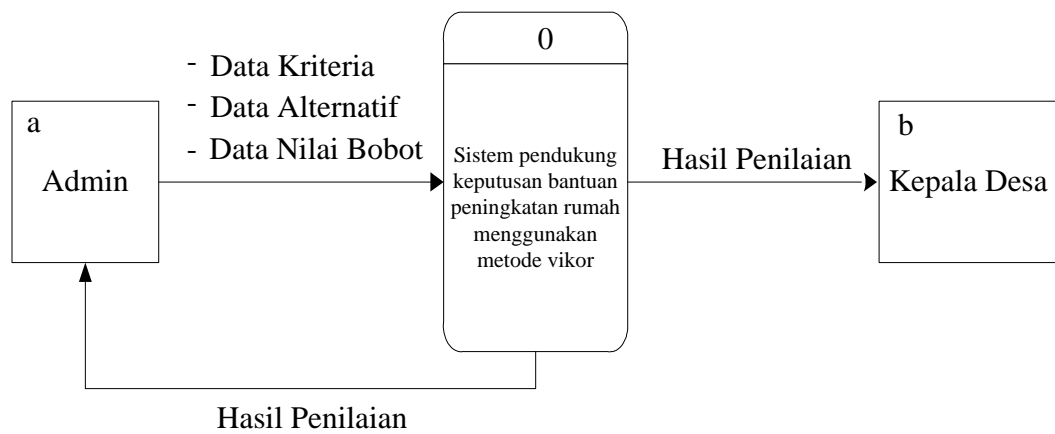 a
Admin
- Data Kriteria
- Data Alternatif
- Data Nilai Bobot
0
Sistem pendukung
keputusan bantuan
peningkatan rumah
menggunakan
metode vikor
Hasil Penilaian
b
Kepala Desa
Hasil Penilaian